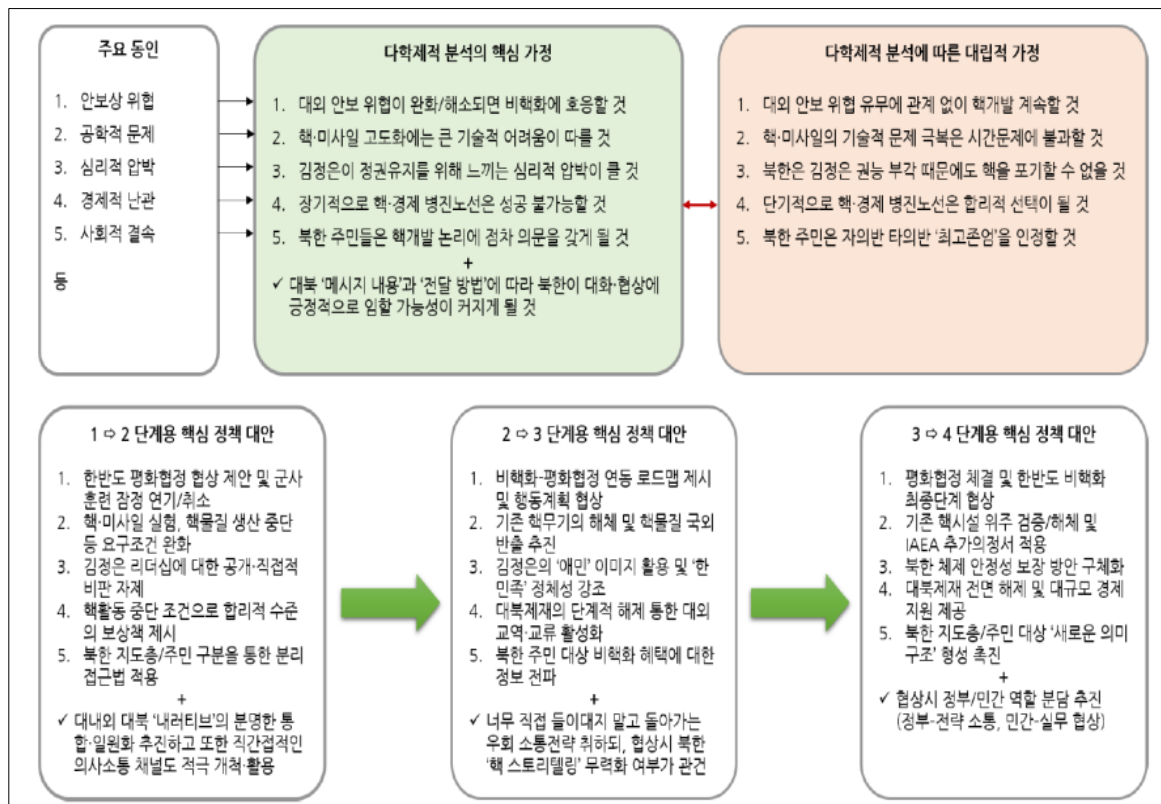 주요 동인
1. 안보상 위협
2. 공학적 문제
3. 심리적 압박
4. 경제적 난관
5. 사회적 결속
등
다학제적 분석의 핵심 가정
1. 대외 안보 위협이 완화/해소되면 비핵화에 호응할 것
2. 핵·미사일 고도화에는 큰 기술적 어려움이 따를 것
3. 김정은이 정권유지를 위해 느끼는 심리적 압박이 클 것
4. 장기적으로 핵·경제 병진노선은 성공 불가능할 것
5. 북한 주민들은 핵개발 논리에 점차 의문을 갖게 될 것
+
✓ 대북 '메시지 내용'과 '전달 방법'에 따라 북한이 대화·협상에
긍정적으로 임할 가능성이 커지게 될 것
다학제적 분석에 따른 대립적 가정
1. 대외 안보 위협 유무에 관계 없이 핵개발 계속할 것
2. 핵·미사일의 기술적 문제 극복은 시간문제에 불과할 것
3. 북한은 김정은 권능 부각 때문에도 핵을 포기할 수 없을 것
4. 단기적으로 핵·경제 병진노선은 합리적 선택이 될 것
5. 북한 주민은 자의반 타의반 '최고존엄'을 인정할 것
1 ⇨ 2 단계용 핵심 정책 대안
1. 한반도 평화협정 협상 제안 및 군사
훈련 잠정 연기/취소
2. 핵·미사일 실험, 핵물질 생산 중단
등 요구조건 완화
3. 김정은 리더십에 대한 공개·직접적
비판 자제
4. 핵활동 중단 조건으로 합리적 수준
의 보상책 제시
5. 북한 지도층/주민 구분을 통한 분리
접근법 적용
+
✓ 대내외 대북 '내러티브'의 분명한 통
합·일원화 추진하고 또한 직간접적인
의사소통 채널도 적극 개척·활용
2 ⇨ 3 단계용 핵심 정책 대안
1. 비핵화-평화협정 연동 로드맵 제시
및 행동계획 협상
2. 기존 핵무기의 해체 및 핵물질 국외
반출 추진
3. 김정은의 '애민' 이미지 활용 및 '한
민족' 정체성 강조
4. 대북제재의 단계적 해제 통한 대외
교역·교류 활성화
5. 북한 주민 대상 비핵화 혜택에 대한
정보 전파
+
✓ 너무 직접 들이대지 말고 돌아가는
우회 소통전략 취하되, 협상시 북한
'핵 스토리텔링' 무력화 여부가 관건
3 ⇨ 4 단계용 핵심 정책 대안
1. 평화협정 체결 및 한반도 비핵화
최종단계 협상
2. 기존 핵시설 위주 검증/해체 및
IAEA 추가의정서 적용
3. 북한 체제 안정성 보장 방안 구체화
4. 대북제재 전면 해제 및 대규모 경제
지원 제공
5. 북한 지도층/주민 대상 '새로운 의미
구조' 형성 촉진
+
✓ 협상시 정부/민간 역할 분담 추진
(정부-전략 소통, 민간-실무 협상)